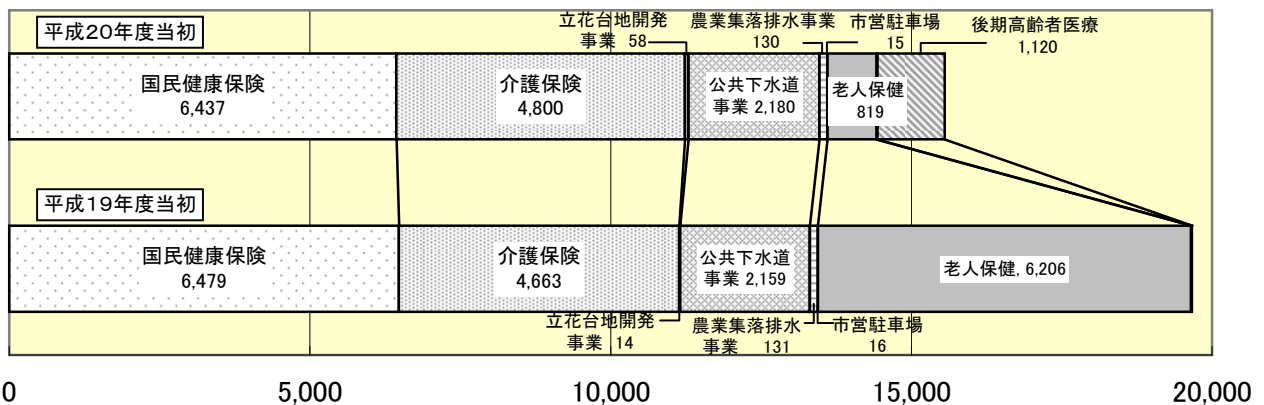 平成20年度当初
立花台地開発
事業 58
農業集落排水事業
130
市営駐車場
15
後期高齢者医療
1,120
国民健康保険
6,437
介護保険
4,800
公共下水道
事業 2,180
老人保健
819
平成19年度当初
国民健康保険
6,479
介護保険
4,663
公共下水道
事業 2,159
老人保健, 6,206
立花台地開発
事業 14
農業集落排水
事業 131
市営駐車場
16
0 5,000 10,000 15,000 20,000